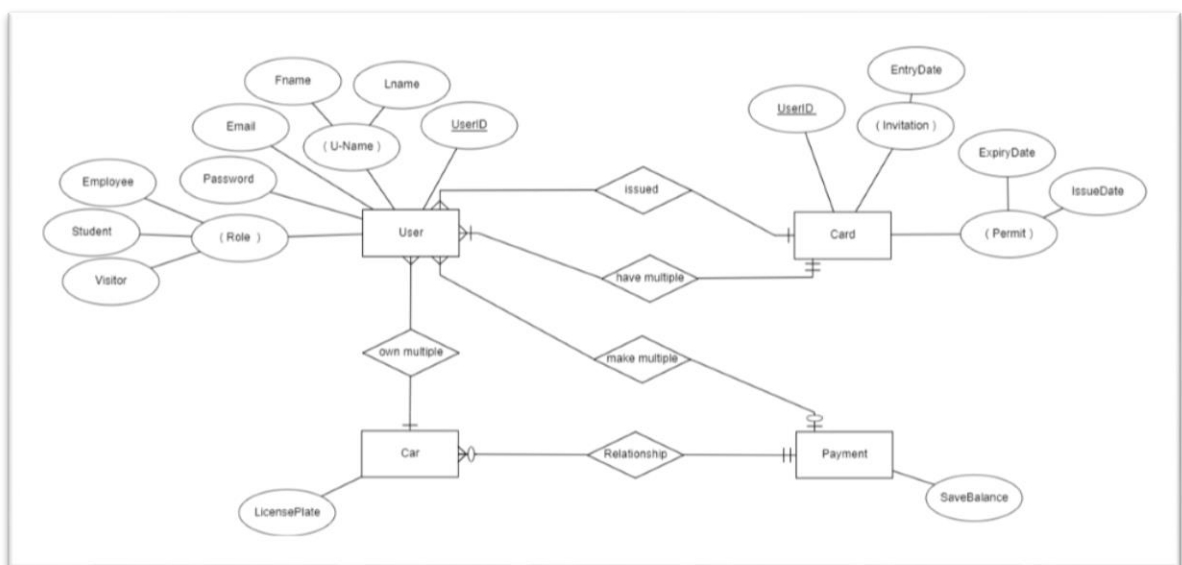 EntryDate
Fname
Lname
UserID
UserID
Email
( U-Name )
( Invitation )
ExpiryDate
Employee
Password
issued
IssueDate
Student
( Role )
User
Card
( Permit )
Visitor
have multiple
own multiple
make multiple
Car
Relationship
Payment
LicensePlate
SaveBalance